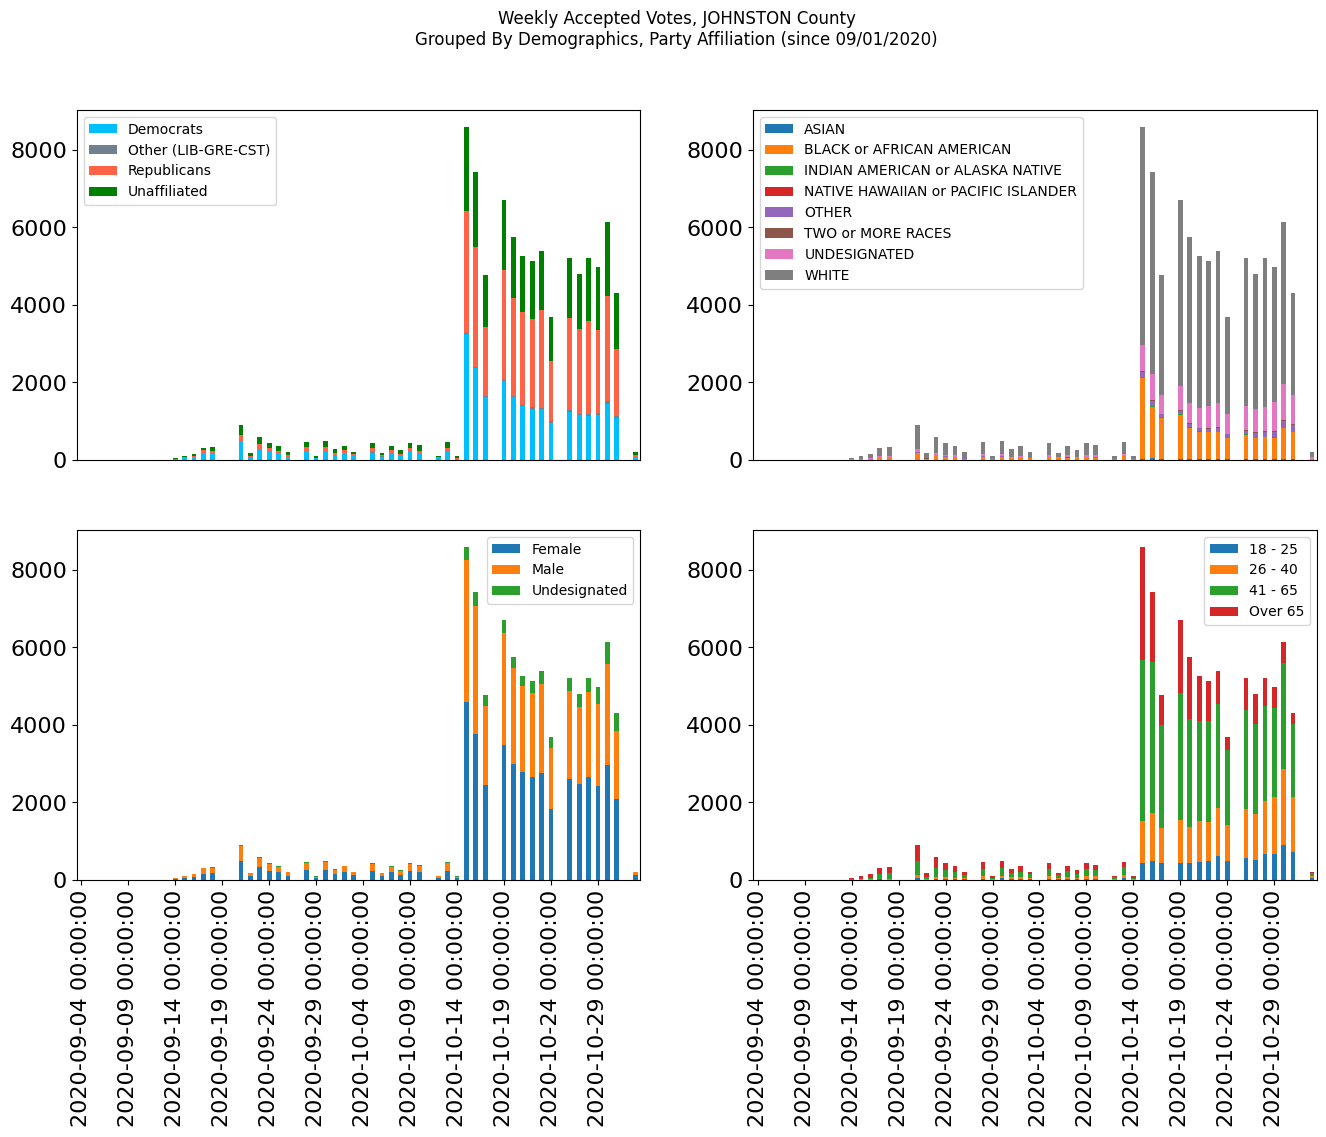 Weekly Accepted Votes, JOHNSTON County
Grouped By Demographics, Party Affiliation (since 09/01/2020)
8000
6000
4000
2000
0
Democrats
Other (LIB-GRE-CST)
Republicans
Unaffiliated
8000
6000
4000
2000
0
ASIAN
BLACK or AFRICAN AMERICAN
INDIAN AMERICAN or ALASKA NATIVE
NATIVE HAWAIIAN or PACIFIC ISLANDER
OTHER
TWO or MORE RACES
UNDESIGNATED
WHITE
8000
6000
4000
2000
0
Female
Male
Undesignated
2020-09-04 00:00:00
2020-09-09 00:00:00
2020-09-14 00:00:00
2020-09-19 00:00:00
2020-09-24 00:00:00
2020-09-29 00:00:00
2020-10-04 00:00:00
2020-10-09 00:00:00
2020-10-14 00:00:00
2020-10-19 00:00:00
2020-10-24 00:00:00
2020-10-29 00:00:00
8000
6000
4000
2000
0
18 - 25
26 - 40
41 - 65
Over 65
2020-09-04 00:00:00
2020-09-09 00:00:00
2020-09-14 00:00:00
2020-09-19 00:00:00
2020-09-24 00:00:00
2020-09-29 00:00:00
2020-10-04 00:00:00
2020-10-09 00:00:00
2020-10-14 00:00:00
2020-10-19 00:00:00
2020-10-24 00:00:00
2020-10-29 00:00:00